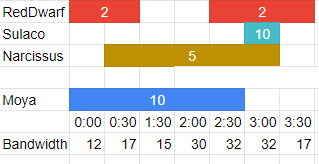 RedDwarf 2 2
Sulaco 10
Narcissus 5
Moya 10
0:00 0:30 1:30 2:00 2:30 3:00 3:30
Bandwidth 12 17 15 30 32 32 17